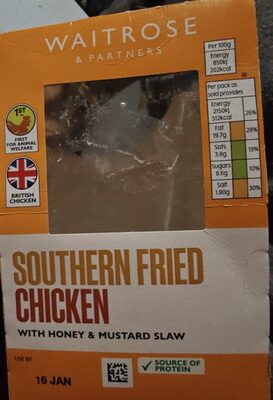 WAITROSE
& PARTNERS
Per 100g
Energy
850kJ
202kcal
Per pack as
sold provides
RI
Energy
2150kJ
512kcal
26%
Fat
19.7g
28%
Sats
3.8g
19%
Sugars
8.6g
10%
Salt
1.80g
30%
1ST
FIRST
FOR ANIMAL
WELFARE
BRITISH
CHICKEN
SOUTHERN FRIED
CHICKEN
WITH HONEY & MUSTARD SLAW
USE BY
16 JAN
SOURCE OF
PROTEIN